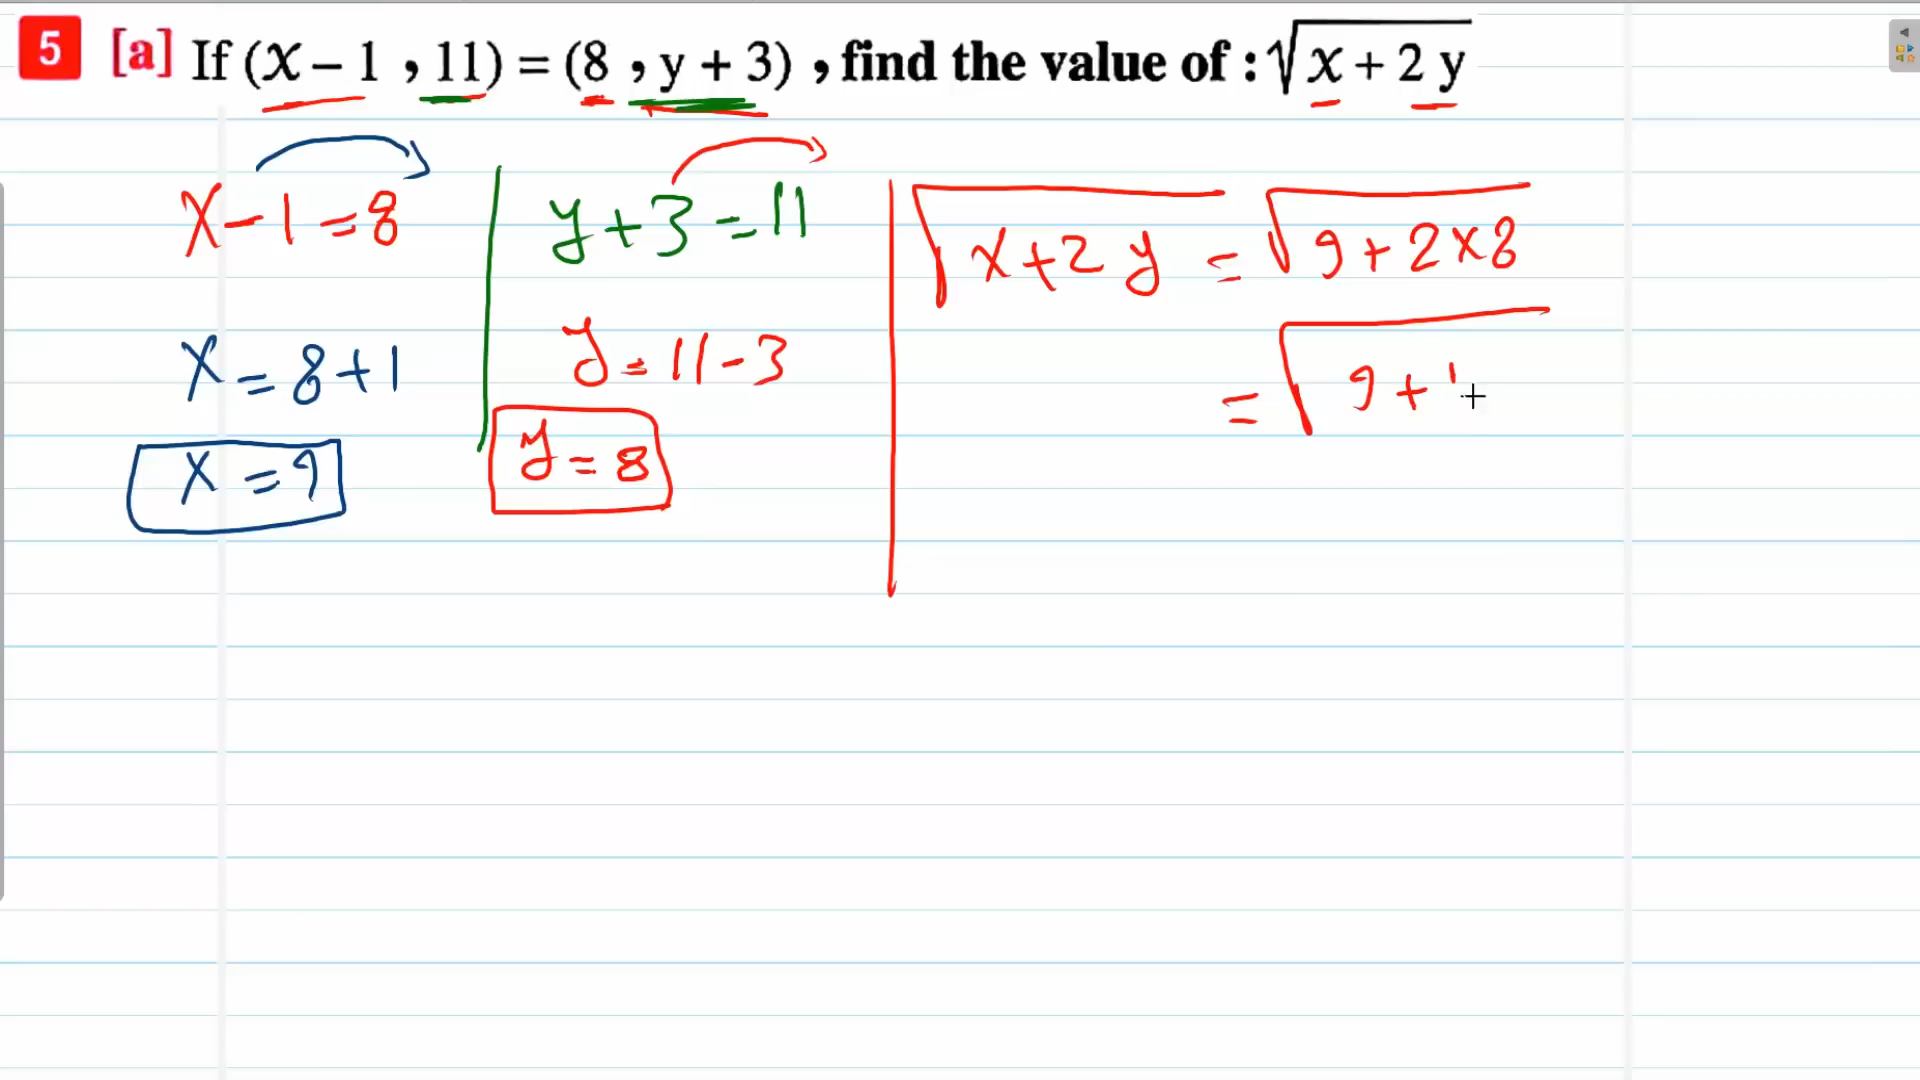 5 [a] If (x − 1 , 11) = (8 , y + 3) , find the value of : √x + 2 y
x − 1 = 8
x = 8 + 1
x = 9
y + 3 = 11
y = 11 − 3
y = 8
√x + 2 y = √9 + 2 × 8
= √9 + 1